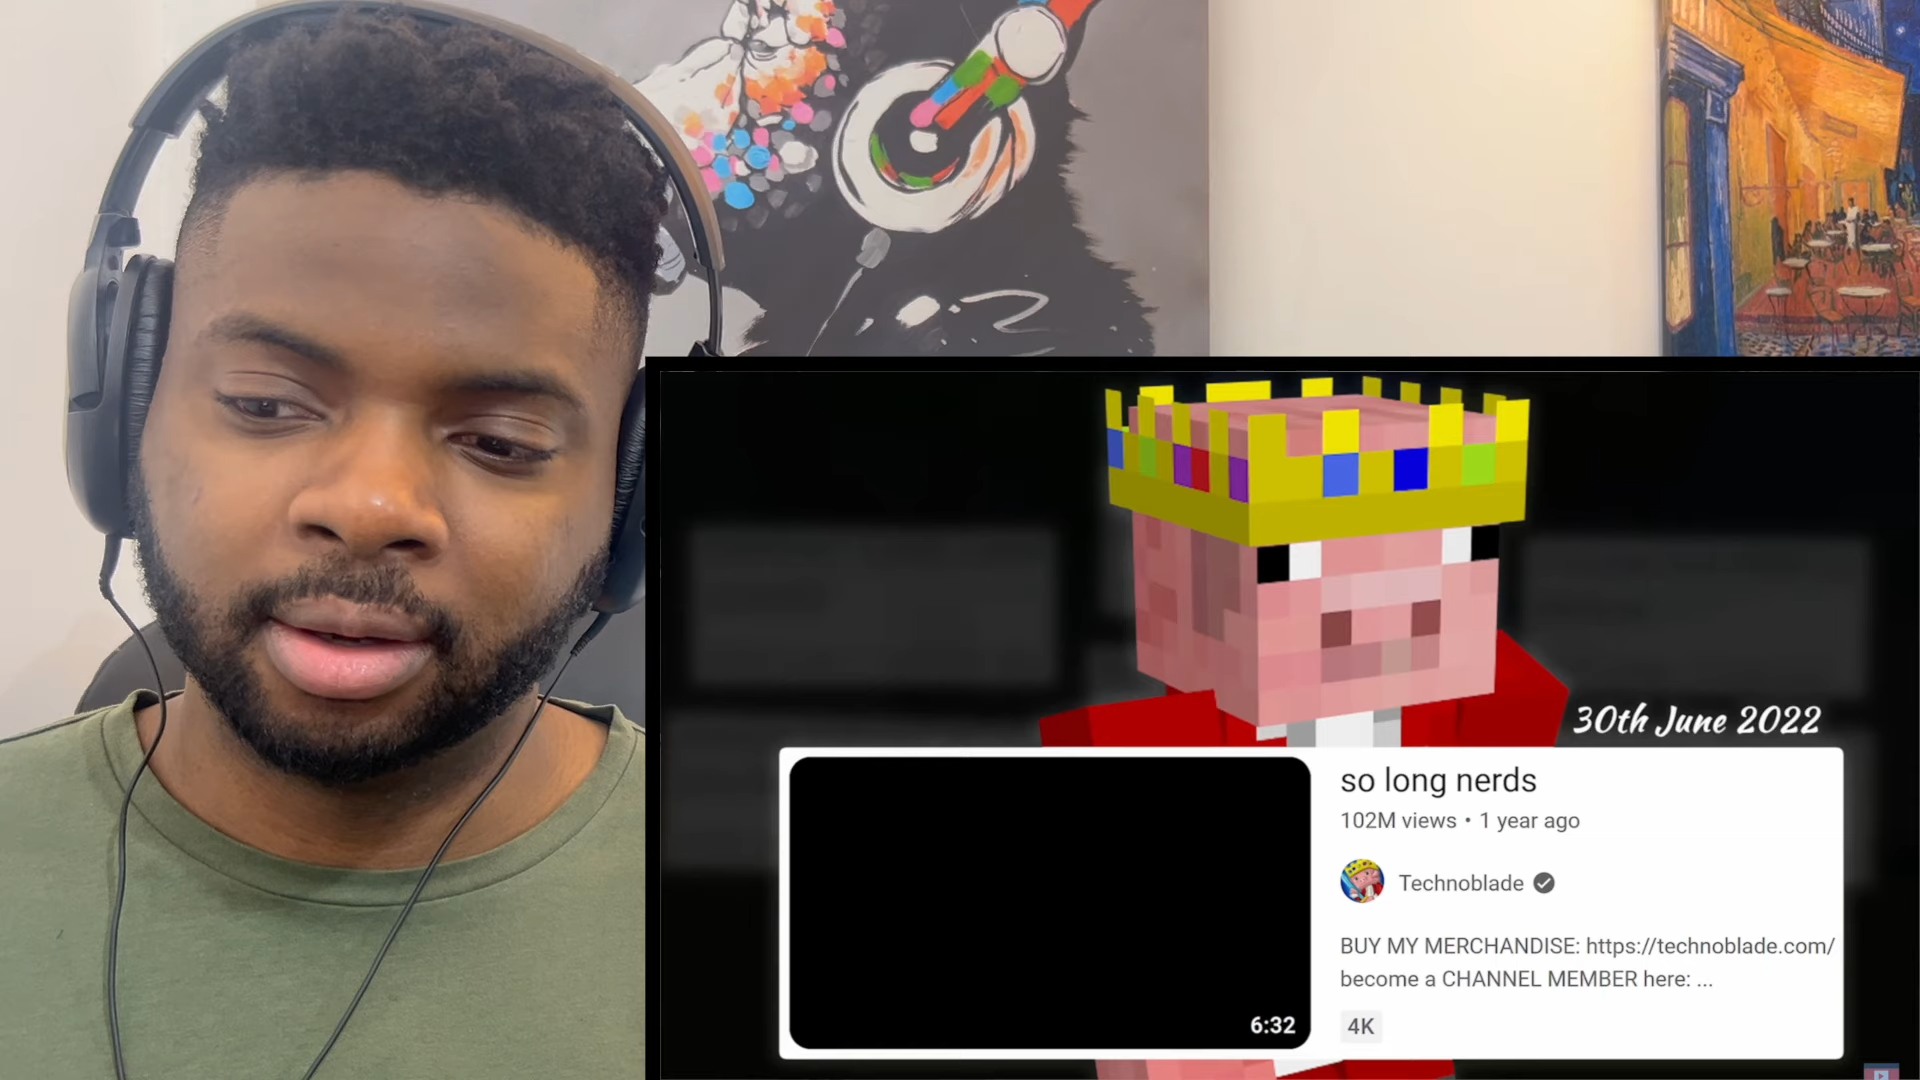 30th June 2022
so long nerds
102M views • 1 year ago
Technoblade
BUY MY MERCHANDISE: https://technoblade.com/
become a CHANNEL MEMBER here: ...
6:32
4K